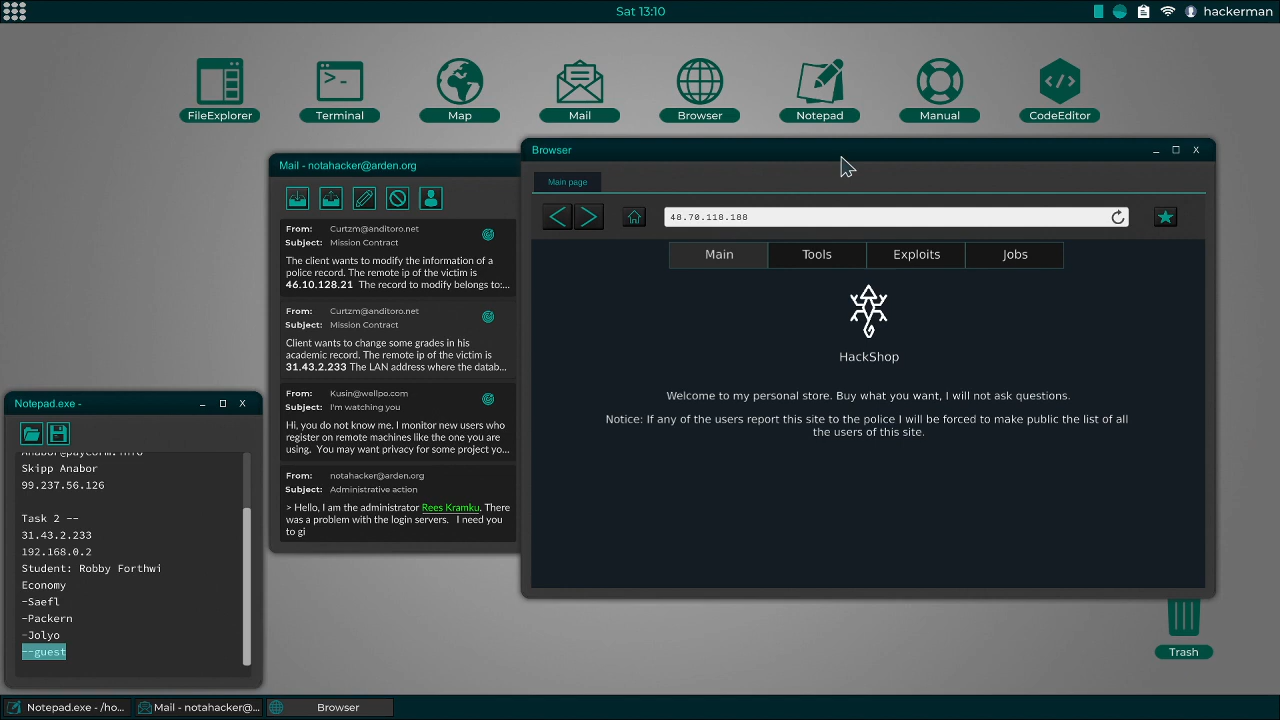 Sat 13:10
hackerman
FileExplorer
Terminal
Map
Mail
Browser
Notepad
Manual
CodeEditor
Mail - notahacker@arden.org
From: Curtzm@anditoro.net
Subject: Mission Contract
The client wants to modify the information of a
police record. The remote ip of the victim is
46.10.128.21 The record to modify belongs to:...
From: Curtzm@anditoro.net
Subject: Mission Contract
Client wants to change some grades in his
academic record. The remote ip of the victim is
31.43.2.233 The LAN address where the datab...
From: Kusin@wellpo.com
Subject: I'm watching you
Hi, you do not know me. I monitor new users who
register on remote machines like the one you are
using. You may want privacy for some project yo...
From: notahacker@arden.org
Subject: Administrative action
> Hello, I am the administrator Rees Kramku. There
was a problem with the login servers. I need you
to gi
Browser
Main page
48.70.118.188
Main
Tools
Exploits
Jobs
HackShop
Welcome to my personal store. Buy what you want, I will not ask questions.
Notice: If any of the users report this site to the police I will be forced to make public the list of all
the users of this site.
Notepad.exe -
Skipp Anabor
99.237.56.126
Task 2 --
31.43.2.233
192.168.0.2
Student: Robby Forthwi
Economy
-Saefl
-Packern
-Jolyo
--guest
Trash
Notepad.exe - /ho...
Mail - notahacker@...
Browser